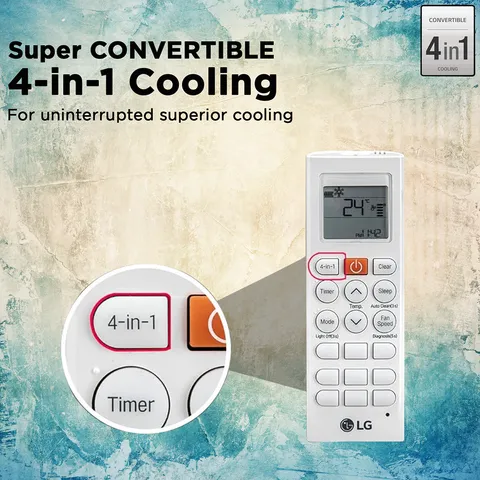 Super CONVERTIBLE
4-in-1 Cooling
For uninterrupted superior cooling
CONVERTIBLE
4in1
COOLING
24°c
4-in-1
Clear
Timer
Temp.
Sleep
Auto Clean(3s)
Mode
Fan
Speed
Light Off(3s)
Diagnosis(5s)
LG
4-in-1
Timer